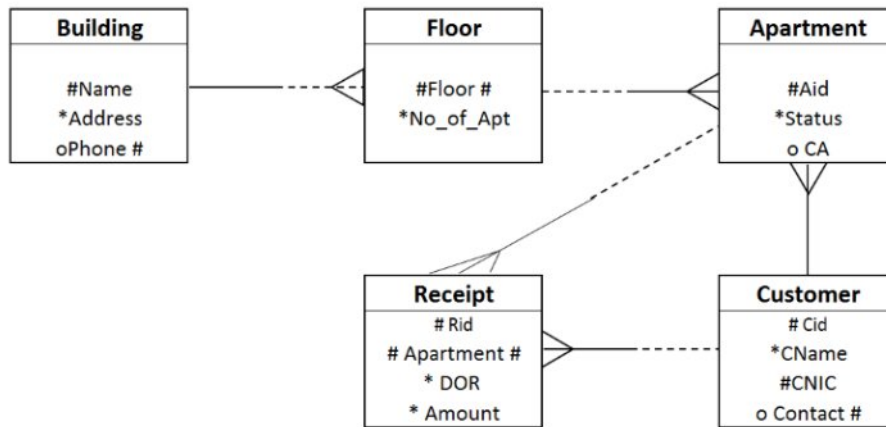 Building
#Name
*Address
oPhone #
Floor
#Floor #
*No_of_Apt
Apartment
#Aid
*Status
o CA
Receipt
# Rid
# Apartment #
* DOR
* Amount
Customer
# Cid
*CName
#CNIC
o Contact #